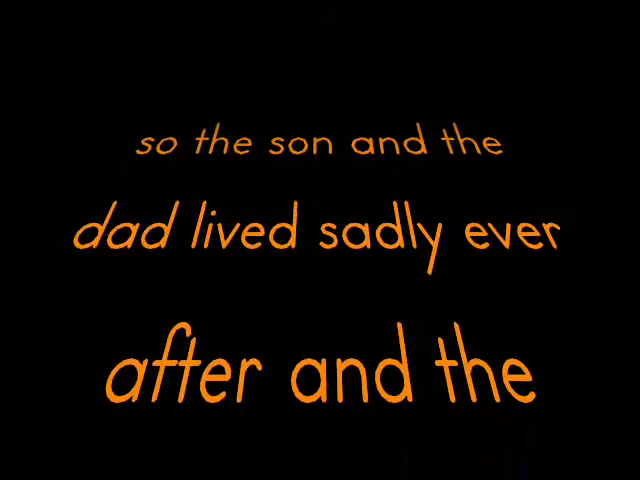 so the son and the
dad lived sadly ever
after and the